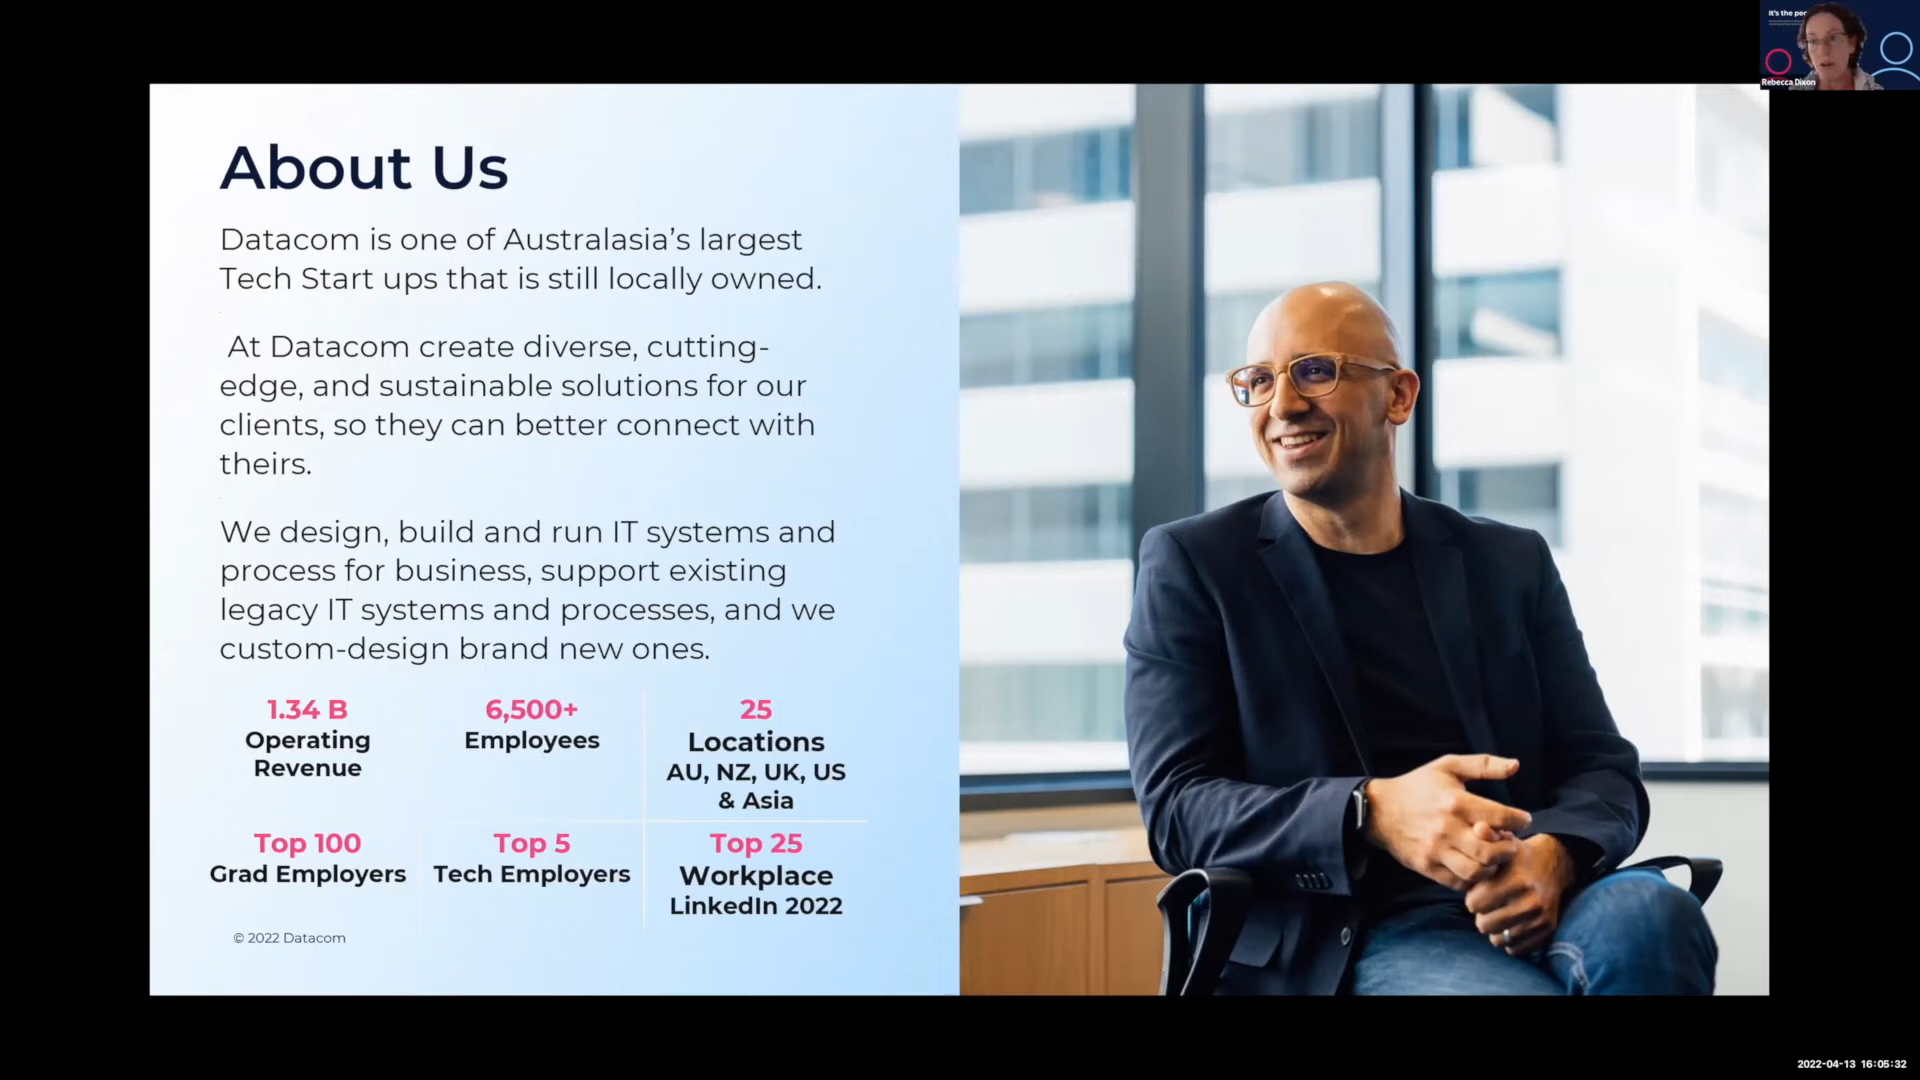 It's the
Rebecca Dixon
About Us
Datacom is one of Australasia’s largest
Tech Start ups that is still locally owned.
At Datacom create diverse, cutting-
edge, and sustainable solutions for our
clients, so they can better connect with
theirs.
We design, build and run IT systems and
process for business, support existing
legacy IT systems and processes, and we
custom-design brand new ones.
1.34 B
Operating
Revenue
6,500+
Employees
25
Locations
AU, NZ, UK, US
& Asia
Top 100
Grad Employers
Top 5
Tech Employers
Top 25
Workplace
LinkedIn 2022
© 2022 Datacom
2022-04-13 16:05:32